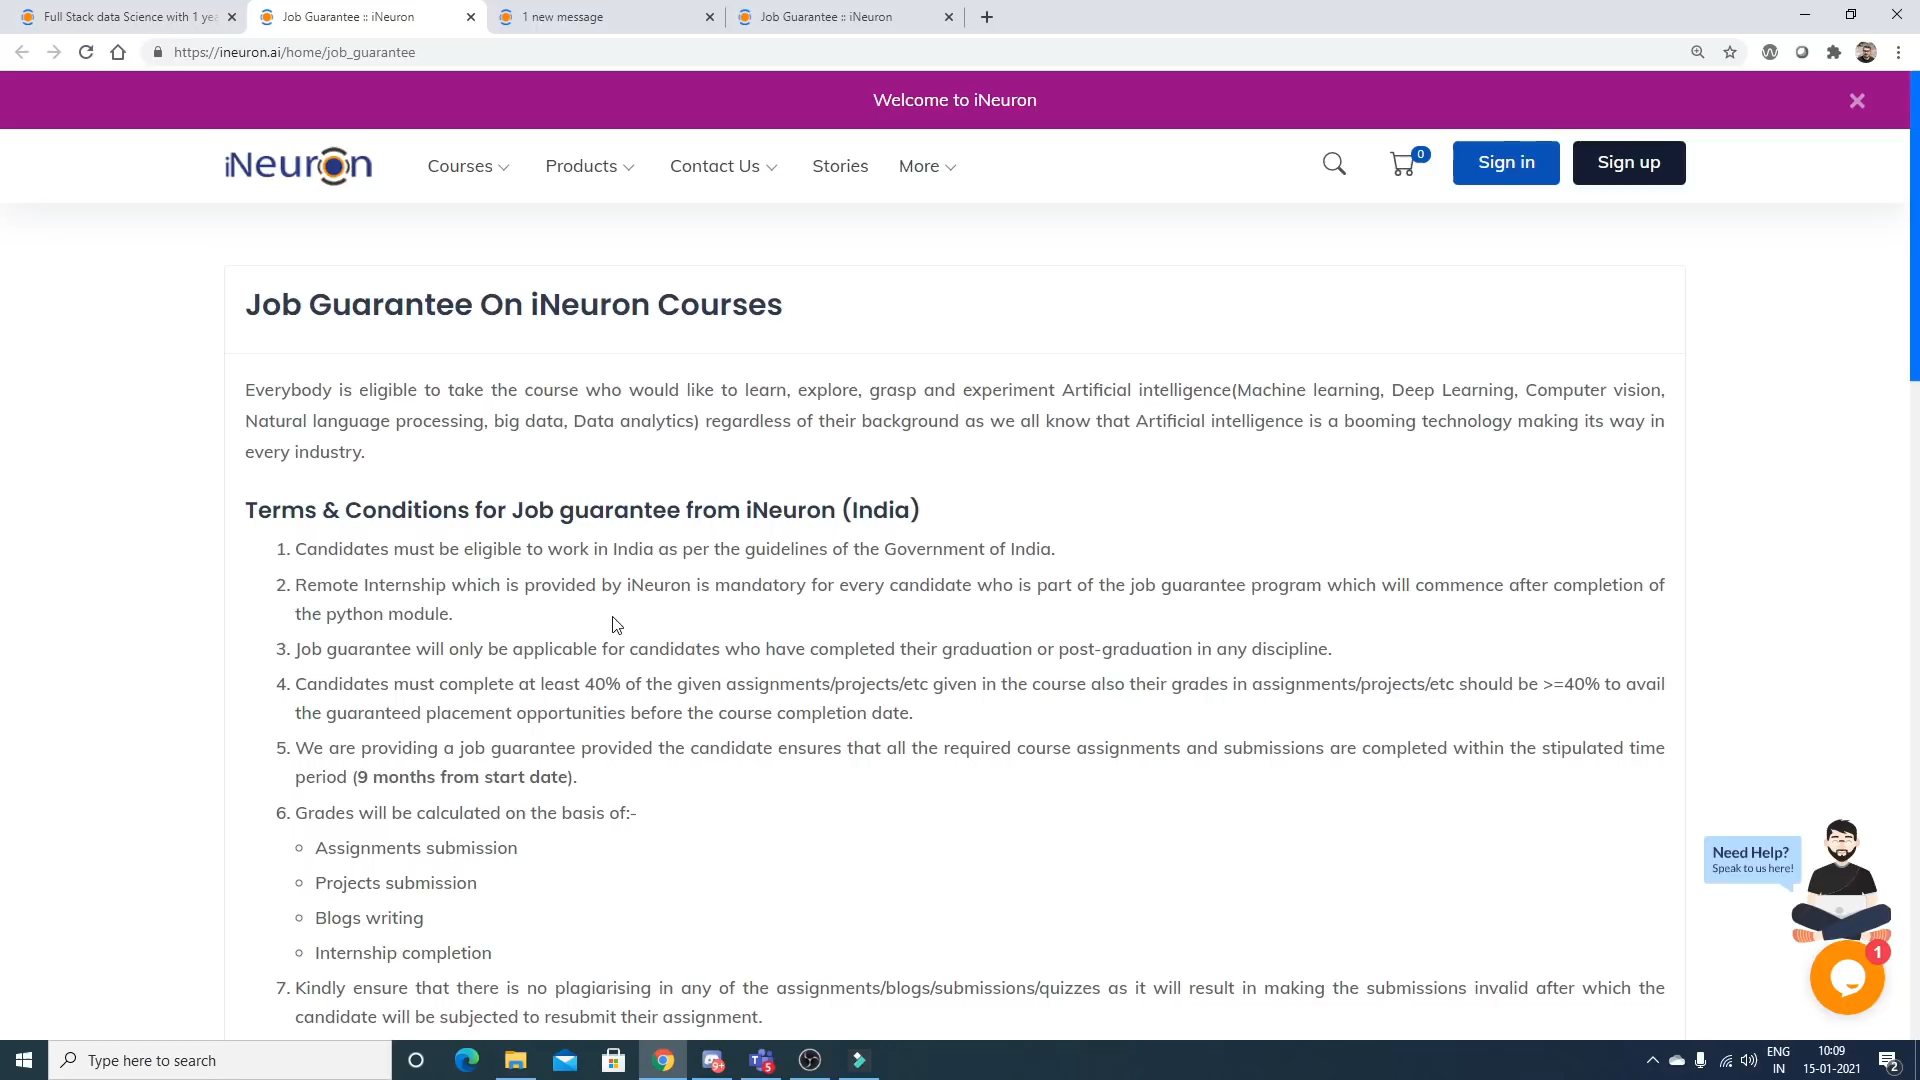 Full Stack data Science with 1 yea
Job Guarantee :: iNeuron
1 new message
Job Guarantee :: iNeuron
https://ineuron.ai/home/job_guarantee
Welcome to iNeuron
iNeuron
Courses
Products
Contact Us
Stories
More
0
Sign in
Sign up
Job Guarantee On iNeuron Courses
Everybody is eligible to take the course who would like to learn, explore, grasp and experiment Artificial intelligence(Machine learning, Deep Learning, Computer vision,
Natural language processing, big data, Data analytics) regardless of their background as we all know that Artificial intelligence is a booming technology making its way in
every industry.
Terms & Conditions for Job guarantee from iNeuron (India)
1. Candidates must be eligible to work in India as per the guidelines of the Government of India.
2. Remote Internship which is provided by iNeuron is mandatory for every candidate who is part of the job guarantee program which will commence after completion of
the python module.
3. Job guarantee will only be applicable for candidates who have completed their graduation or post-graduation in any discipline.
4. Candidates must complete at least 40% of the given assignments/projects/etc given in the course also their grades in assignments/projects/etc should be >=40% to avail
the guaranteed placement opportunities before the course completion date.
5. We are providing a job guarantee provided the candidate ensures that all the required course assignments and submissions are completed within the stipulated time
period (9 months from start date).
6. Grades will be calculated on the basis of:-
Assignments submission
Projects submission
Blogs writing
Internship completion
7. Kindly ensure that there is no plagiarising in any of the assignments/blogs/submissions/quizzes as it will result in making the submissions invalid after which the
candidate will be subjected to resubmit their assignment.
Need Help?
Speak to us here!
1
Type here to search
9+
5
ENG
IN
10:09
15-01-2021
2